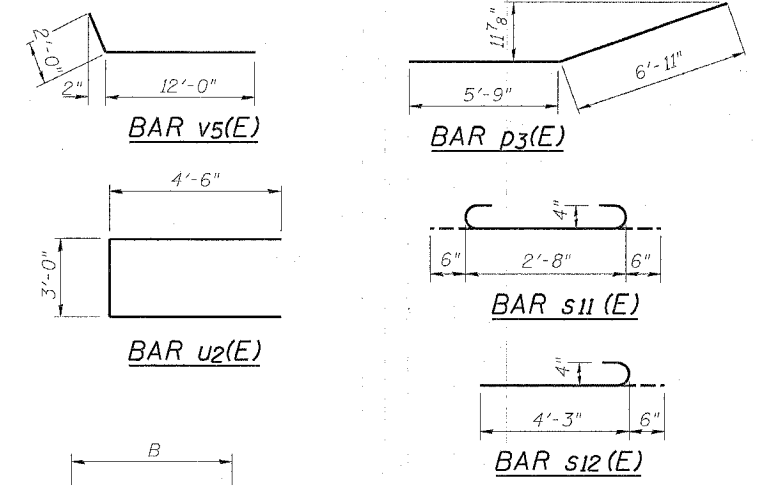 2'-0"
2"
12'-0"
BAR v5(E)
11 7/8"
5'-9"
6'-11"
BAR p3(E)
4'-6"
3'-0"
BAR u2(E)
4"
6"
2'-8"
6"
BAR s11 (E)
4"
4'-3"
6"
BAR s12 (E)
B